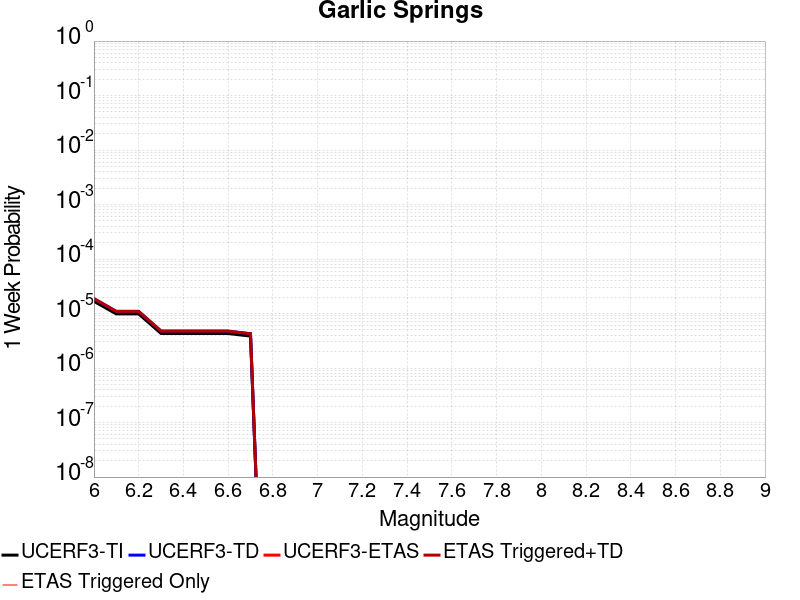 Garlic Springs
10^0
10^-1
10^-2
10^-3
10^-4
10^-5
10^-6
10^-7
10^-8
1 Week Probability
6 6.2 6.4 6.6 6.8 7 7.2 7.4 7.6 7.8 8 8.2 8.4 8.6 8.8 9
Magnitude
UCERF3-TI UCERF3-TD UCERF3-ETAS ETAS Triggered+TD
ETAS Triggered Only